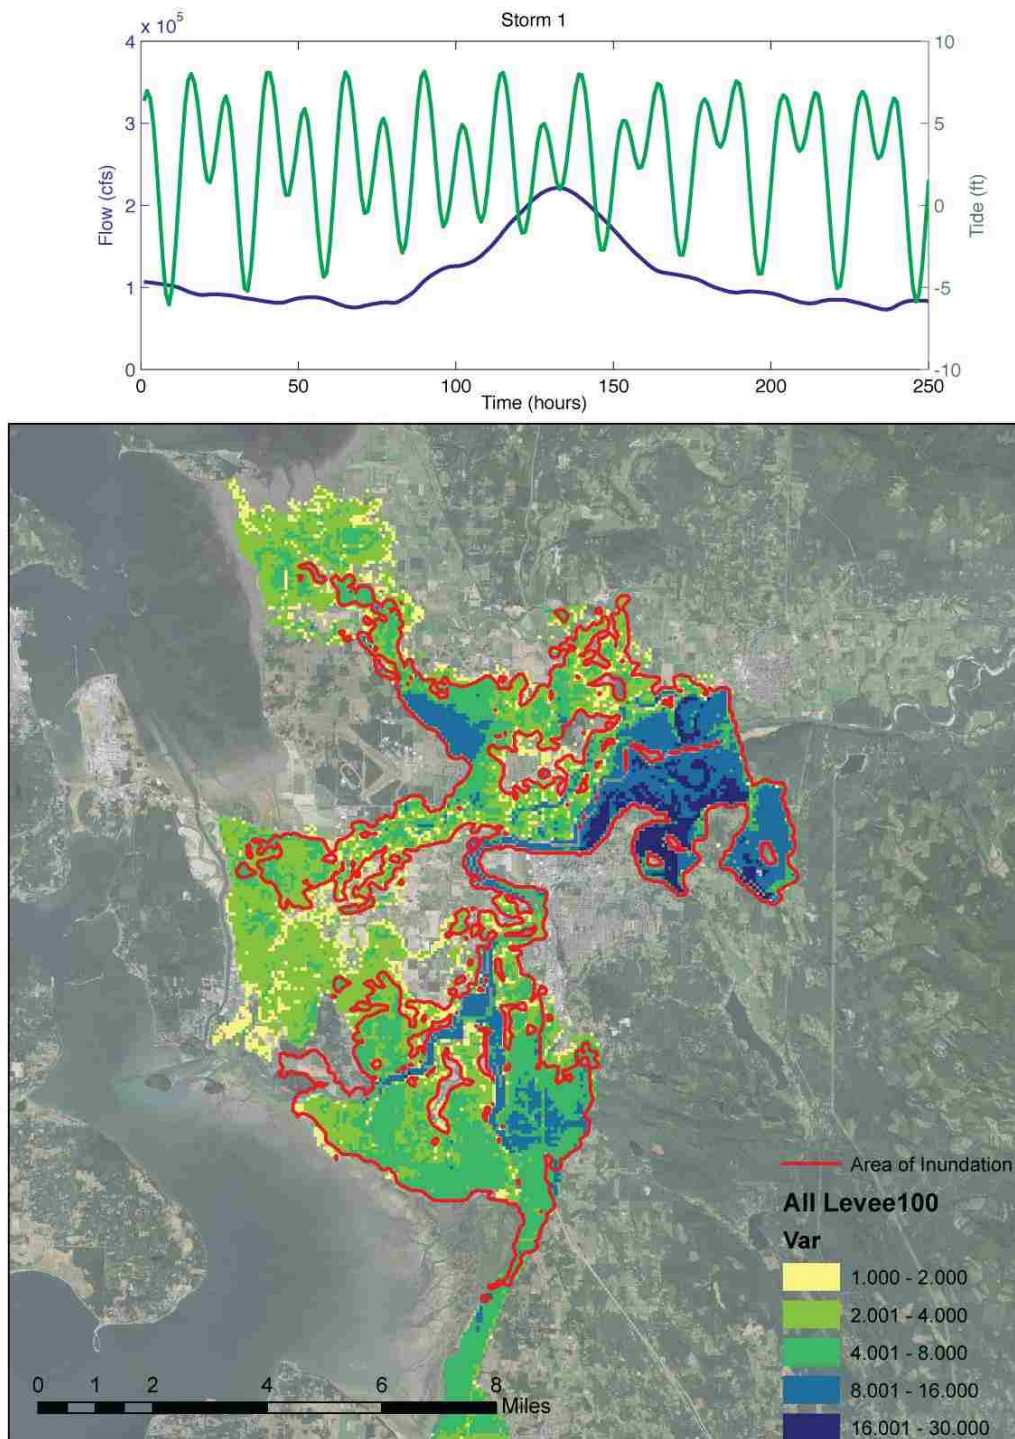 Storm 1
x 10⁵
4
3
2
1
0
Flow (cfs)
10
5
0
-5
-10
Tide (ft)
0 50 100 150 200 250
Time (hours)
Area of Inundation
All Levee100
Var
1.000 - 2.000
2.001 - 4.000
4.001 - 8.000
8.001 - 16.000
16.001 - 30.000
0 1 2 4 6 8
Miles